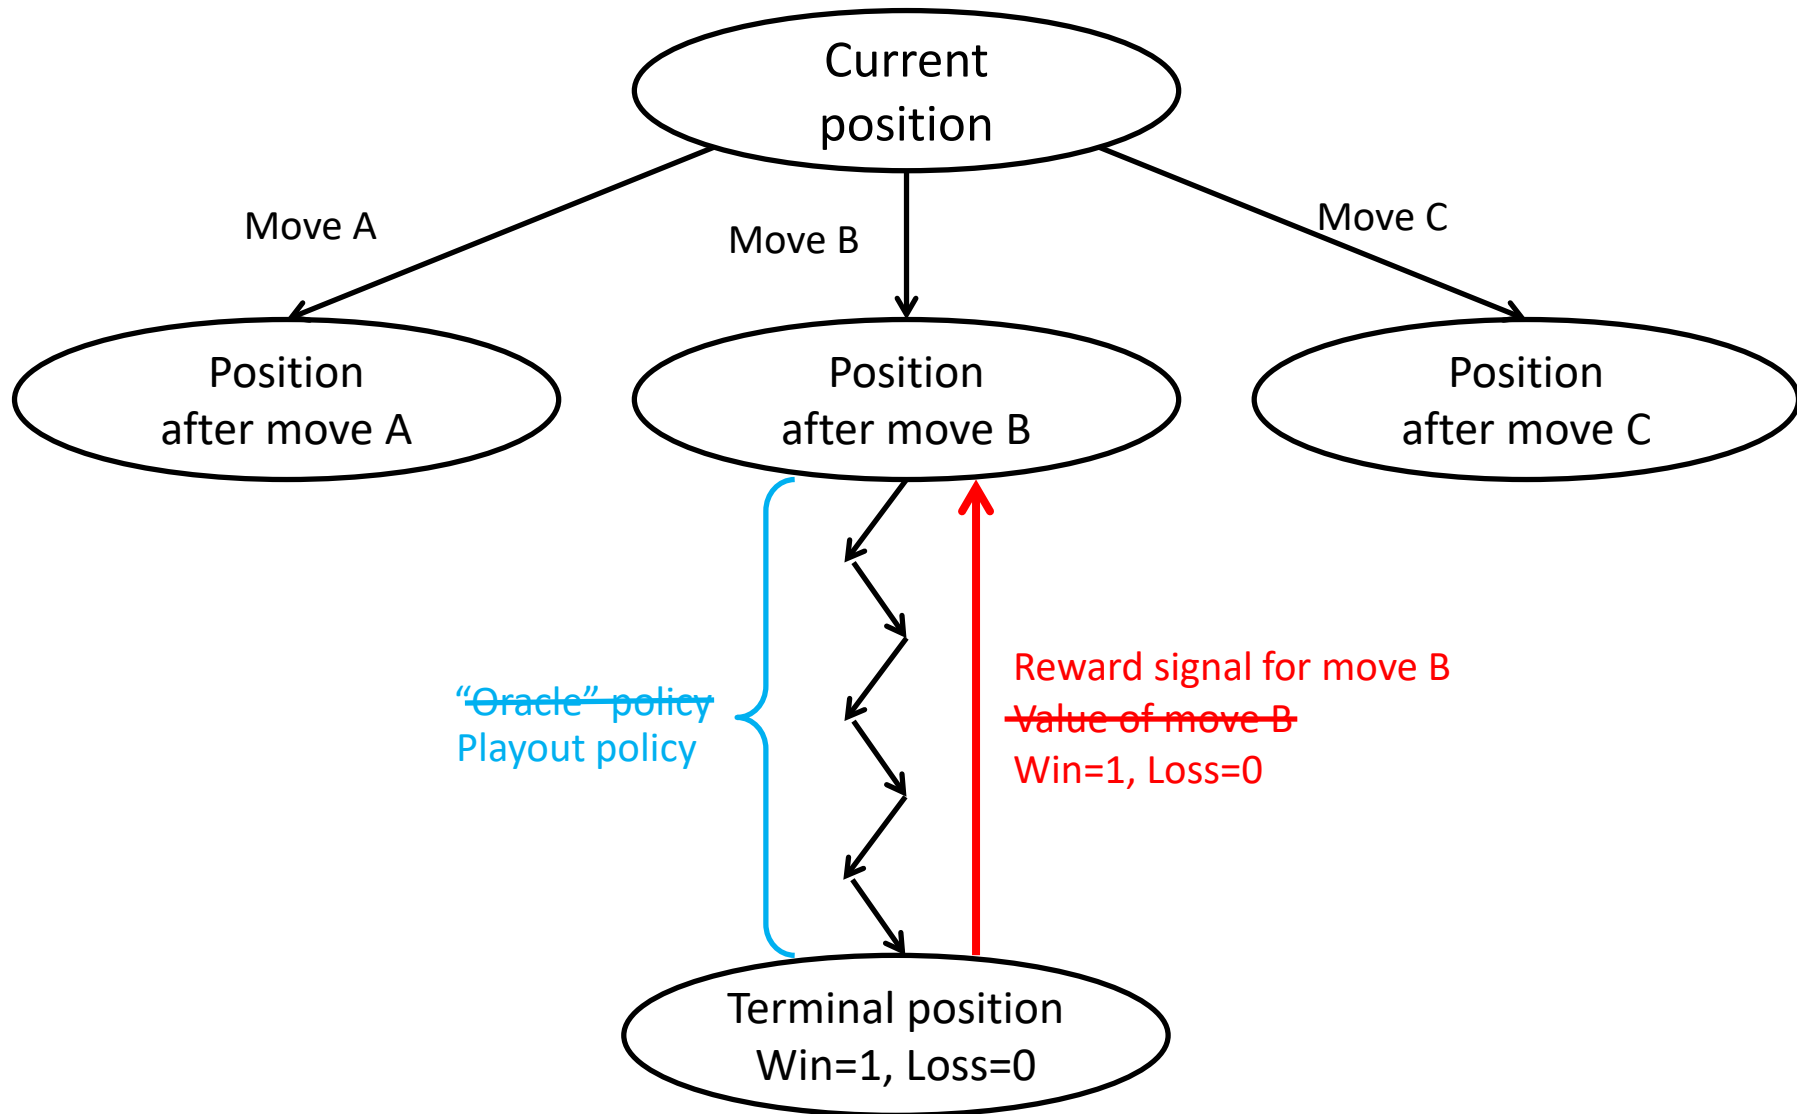 Current
position
Move A
Move B
Move C
Position
after move A
Position
after move B
Position
after move C
“Oracle” policy
Playout policy
Reward signal for move B
Value of move B
Win=1, Loss=0
Terminal position
Win=1, Loss=0